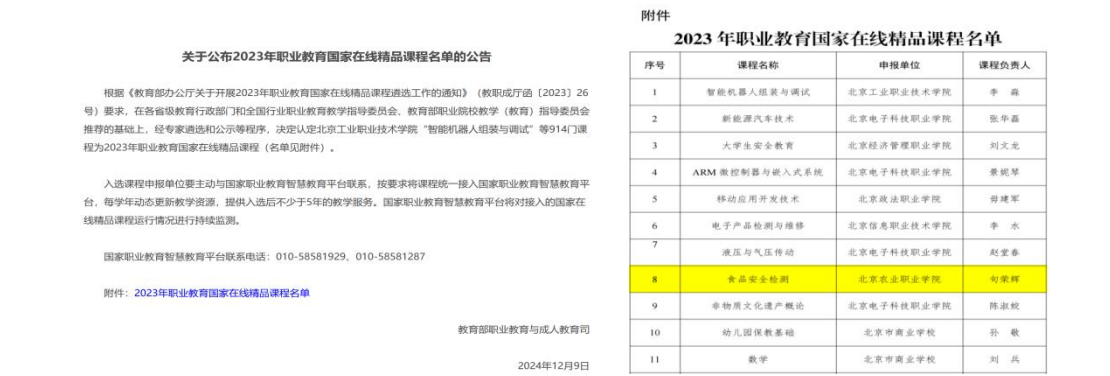 关于公布2023年职业教育国家在线精品课程名单的公告
根据《教育部办公厅关于开展2023年职业教育国家在线精品课程遴选工作的通知》（教职成厅函〔2023〕26
号）要求，在各省级教育行政部门和全国行业职业教育教学指导委员会、教育部职业院校教学（教育）指导委员会
推荐的基础上，经专家遴选和公示等程序，决定认定北京工业职业技术学院“智能机器人组装与调试”等914门课
程为2023年职业教育国家在线精品课程（名单见附件）。
入选课程申报单位要主动与国家职业教育智慧教育平台联系，按要求将课程统一接入国家职业教育智慧教育平
台，每学年动态更新教学资源，提供入选后不少于5年的教学服务。国家职业教育智慧教育平台将对接入的国家在
线精品课程运行情况进行持续监测。
国家职业教育智慧教育平台联系电话：010-58581929、010-58581287
附件：2023年职业教育国家在线精品课程名单
教育部职业教育与成人教育司
2024年12月9日
附件
2023 年职业教育国家在线精品课程名单
序号 课程名称 申报单位 课程负责人
1 智能机器人组装与调试 北京工业职业技术学院 李 淼
2 新能源汽车技术 北京电子科技职业学院 张华磊
3 大学生安全教育 北京经济管理职业学院 刘文龙
4 ARM 微控制器与嵌入式系统 北京电子科技职业学院 景妮琴
5 移动应用开发技术 北京政法职业学院 毋建军
6 电子产品检测与维修 北京信息职业技术学院 李 水
7 液压与气压传动 北京电子科技职业学院 赵堂春
8 食品安全检测 北京农业职业学院 句荣辉
9 非物质文化遗产概论 北京电子科技职业学院 陈淑姣
10 幼儿园保教基础 北京市商业学校 孙 敬
11 数学 北京市商业学校 刘 兵